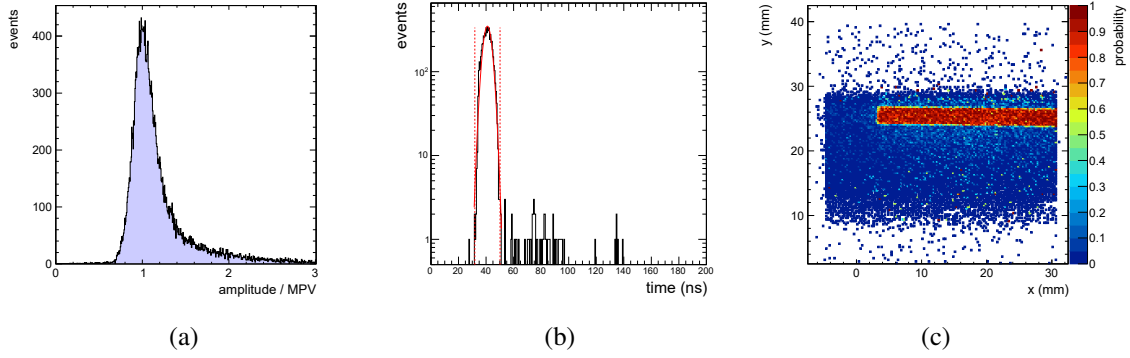 events
400
300
200
100
0
0 1 2 3
amplitude / MPV
(a)
events
10²
10
1
0 20 40 60 80 100 120 140 160 180 200
time (ns)
(b)
y (mm)
40
30
20
10
0 10 20 30
x (mm)
1
0.9
0.8
0.7
0.6
0.5
0.4
0.3
0.2
0.1
0
probability
(c)